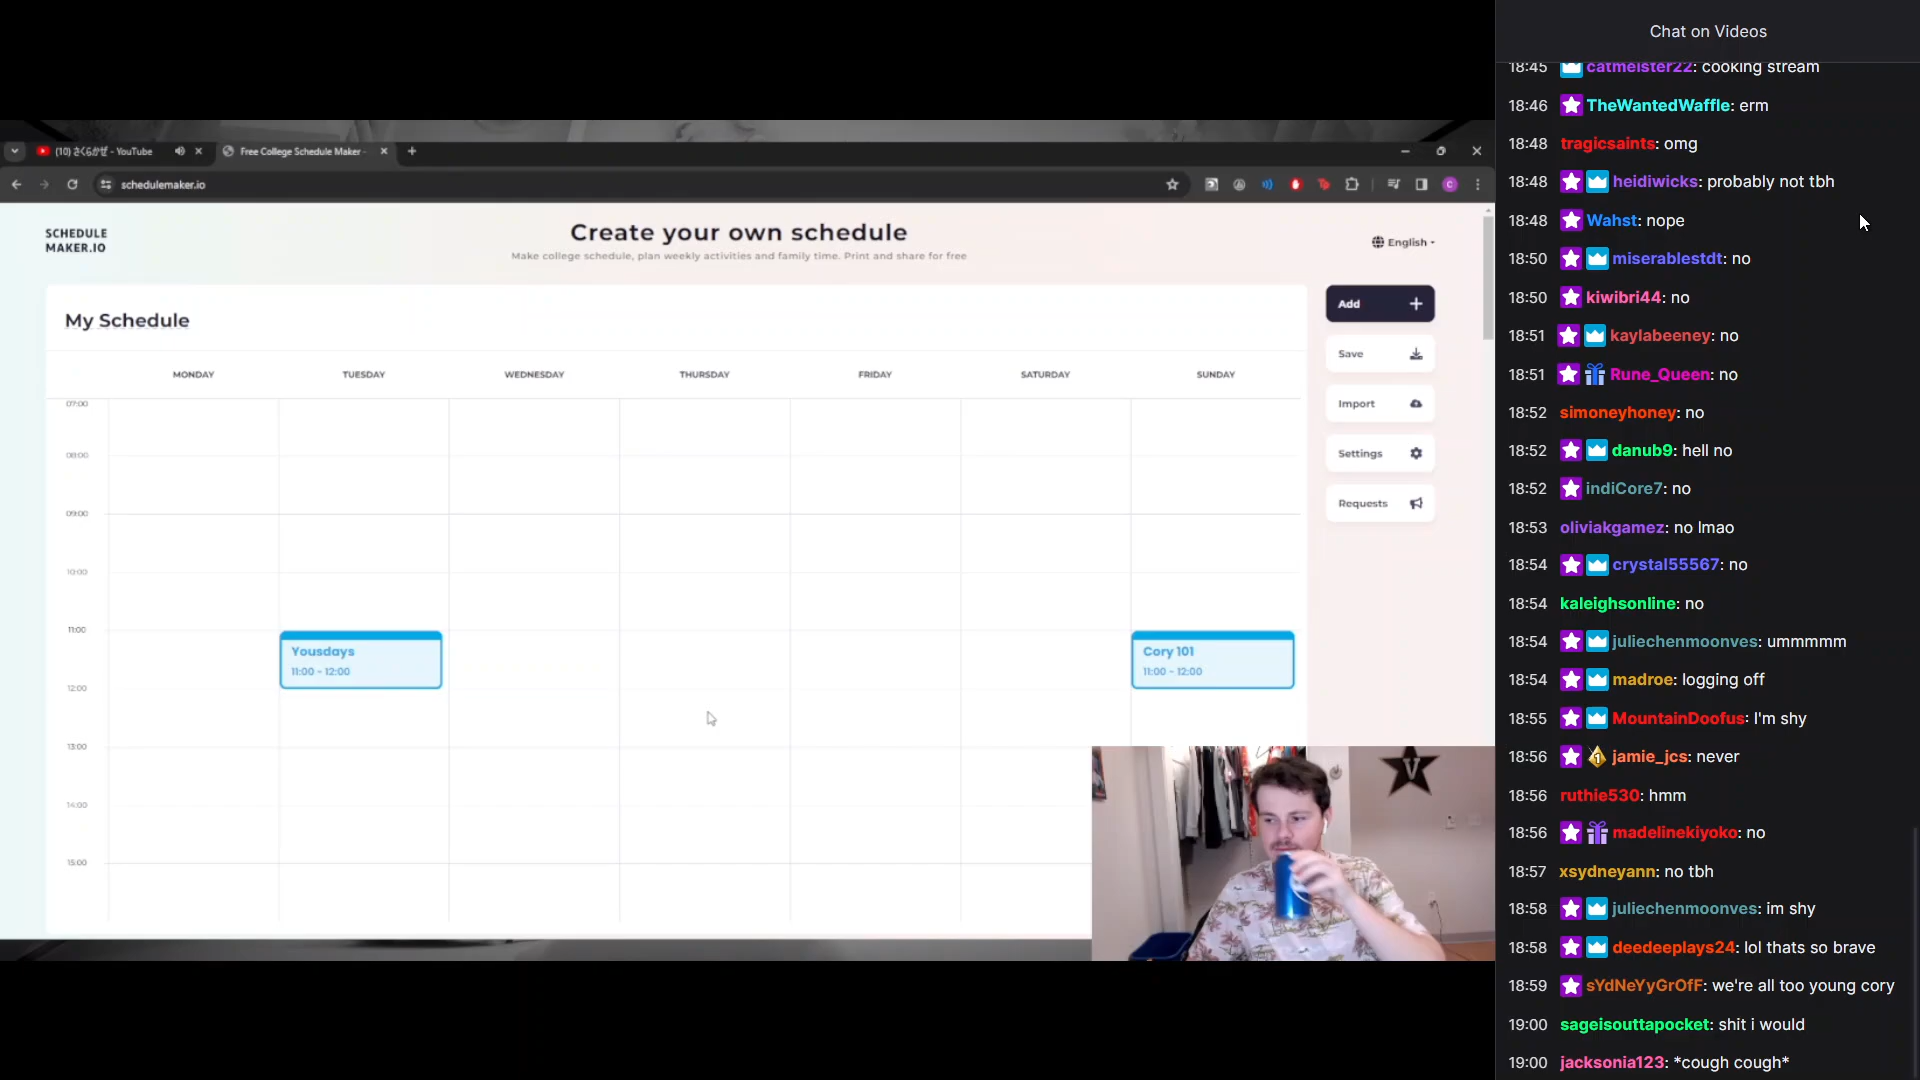 (10) さくらかぜ - YouTube
Free College Schedule Maker
schedulemaker.io
SCHEDULE
MAKER.IO
Create your own schedule
Make college schedule, plan weekly activities and family time. Print and share for free
English
My Schedule
Add
Save
Import
Settings
Requests
MONDAY TUESDAY WEDNESDAY THURSDAY FRIDAY SATURDAY SUNDAY
07:00
08:00
09:00
10:00
11:00
12:00
13:00
14:00
15:00
Yousdays
11:00 - 12:00
Cory 101
11:00 - 12:00
V
Chat on Videos
18:45 catmeister22: cooking stream
18:46 TheWantedWaffle: erm
18:48 tragicsaints: omg
18:48 heidiwicks: probably not tbh
18:48 Wahst: nope
18:50 miserablestdt: no
18:50 kiwibri44: no
18:51 kaylabeeney: no
18:51 Rune_Queen: no
18:52 simoneyhoney: no
18:52 danub9: hell no
18:52 indiCore7: no
18:53 oliviakgamez: no lmao
18:54 crystal55567: no
18:54 kaleighsonline: no
18:54 juliechenmoonves: ummmmm
18:54 madroe: logging off
18:55 MountainDoofus: I'm shy
18:56 jamie_jcs: never
18:56 ruthie530: hmm
18:56 madelinekiyoko: no
18:57 xsydneyann: no tbh
18:58 juliechenmoonves: im shy
18:58 deedeeplays24: lol thats so brave
18:59 sYdNeYyGrOfF: we're all too young cory
19:00 sageisouttapocket: shit i would
19:00 jacksonia123: *cough cough*